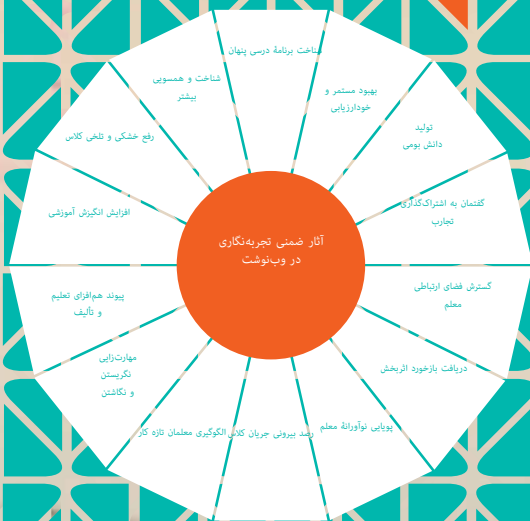 آثار ضمنی تجربه‌نگاری
در وب‌نوشت
شناخت برنامهٔ درسی پنهان
بهبود مستمر و
خودارزیابی
تولید
دانش بومی
گفتمان به اشتراک‌گذاری
تجارب
گسترش فضای ارتباطی
معلم
دریافت بازخورد اثربخش
پویایی نوآورانهٔ معلم
رصد بیرونی جریان کلاس
الگوگیری معلمان تازه کار
مهارت‌زایی
نگریستن
و نگاشتن
پیوند هم‌افزای تعلیم
و تألیف
افزایش انگیزش آموزشی
رفع خشکی و تلخی کلاس
شناخت و همسویی
بیشتر